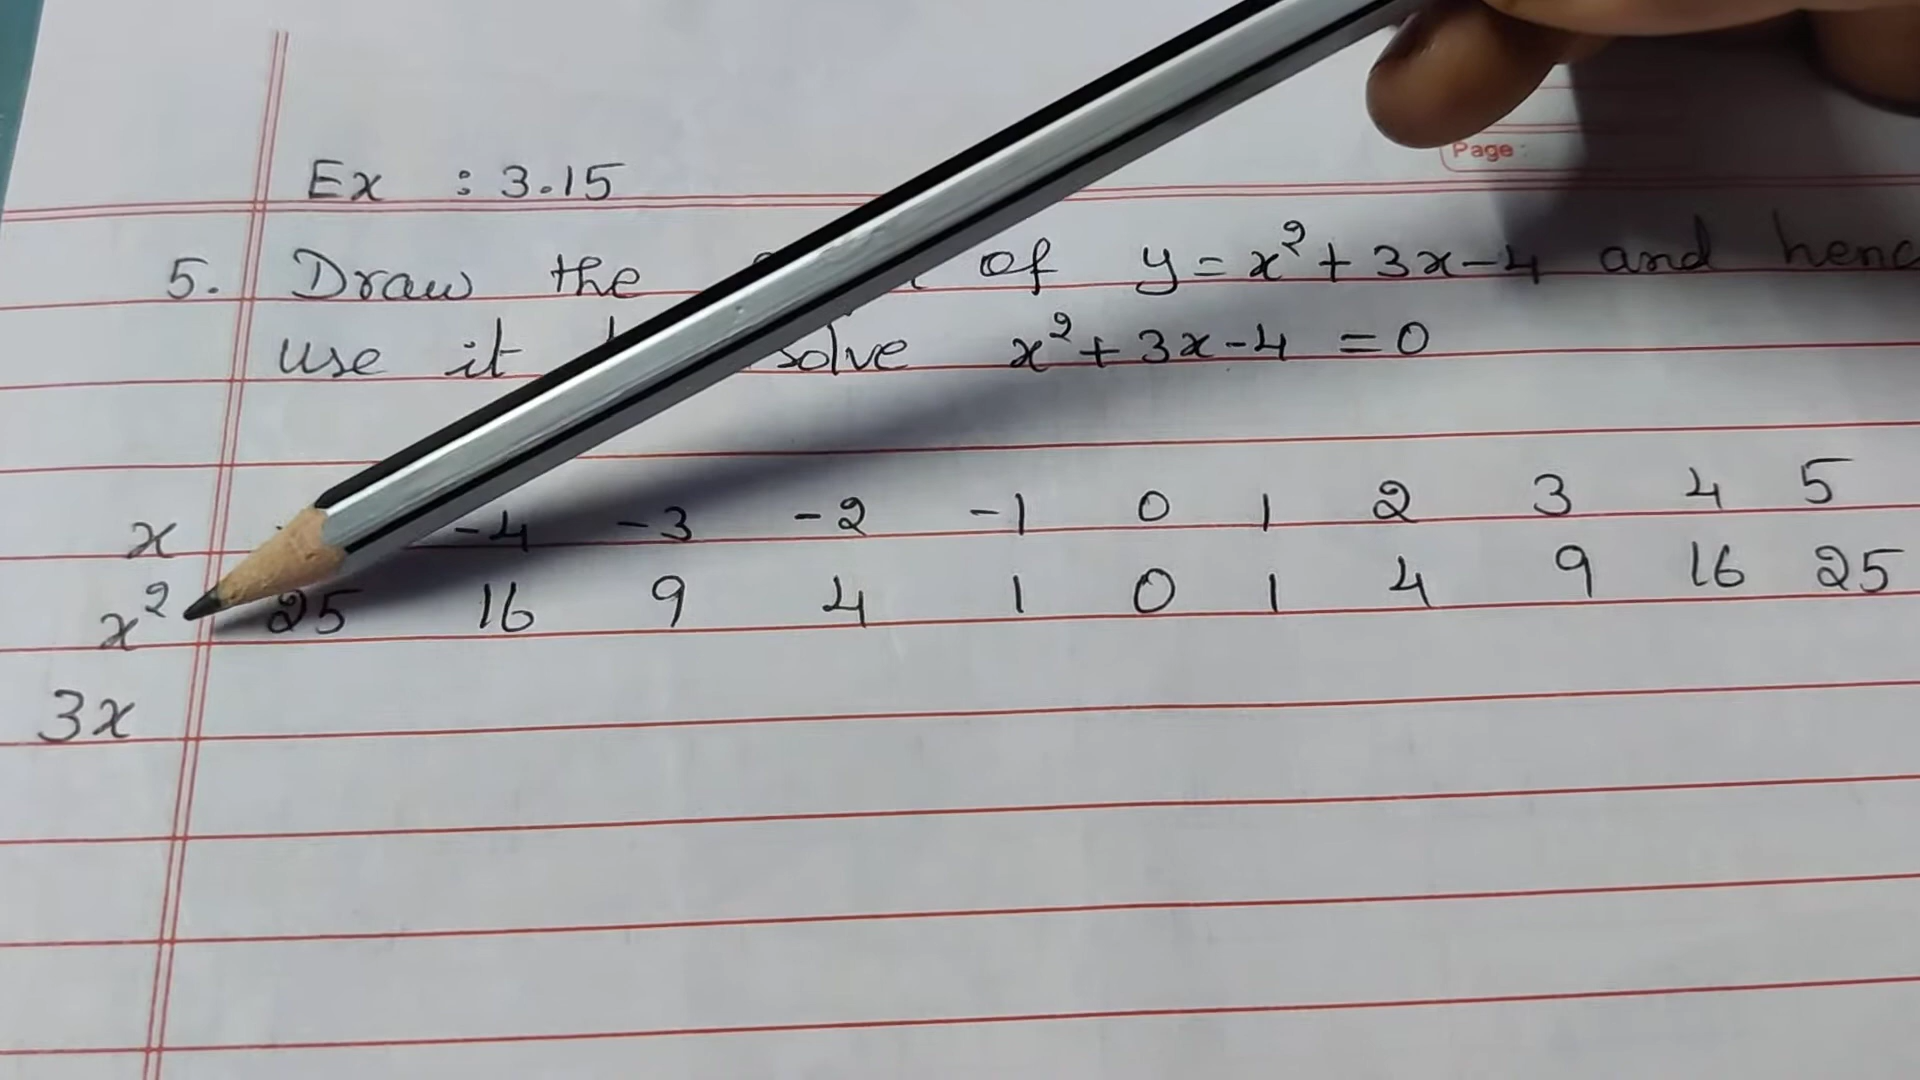 Page :
Ex : 3.15
5. Draw the of y = x² + 3x - 4 and henc
use it solve x² + 3x - 4 = 0
x -4 -3 -2 -1 0 1 2 3 4 5
x² 25 16 9 4 1 0 1 4 9 16 25
3x